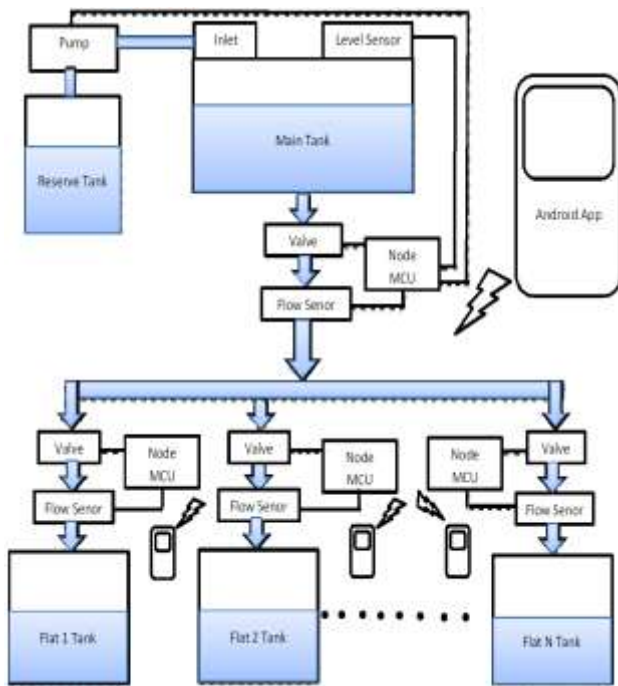 Pump
Inlet
Level Sensor
Main Tank
Reserve Tank
Android App
Valve
Node
MCU
Flow Senor
Valve
Node
MCU
Flow Senor
Valve
Node
MCU
Flow Senor
Node
MCU
Valve
Flow Senor
Flat 1 Tank
Flat 2 Tank
Flat N Tank